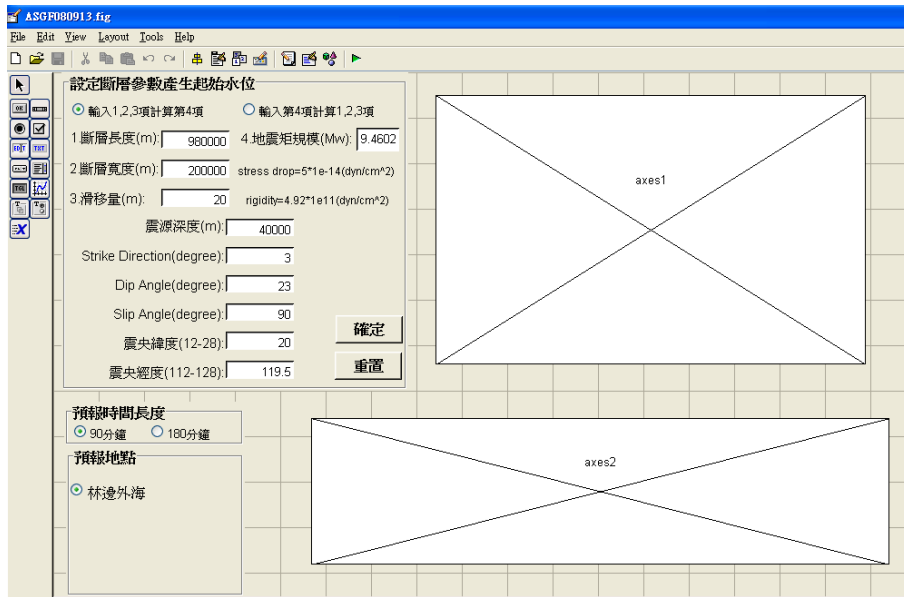 ASGF080913.fig
File Edit View Layout Tools Help
設定斷層參數產生起始水位
輸入1,2,3項計算第4項 輸入第4項計算1,2,3項
1.斷層長度(m): 980000 4.地震矩規模(Mw): 9.4602
2.斷層寬度(m): 200000 stress drop=5*1e-14(dyn/cm^2)
3.滑移量(m): 20 rigidity=4.92*1e11(dyn/cm^2)
震源深度(m): 40000
Strike Direction(degree): 3
Dip Angle(degree): 23
Slip Angle(degree): 90
震央緯度(12-28): 20
確定
震央經度(112-128): 119.5
重置
axes1
預報時間長度
90分鐘 180分鐘
預報地點
林邊外海
axes2
OK
EDIT TXT
TGL